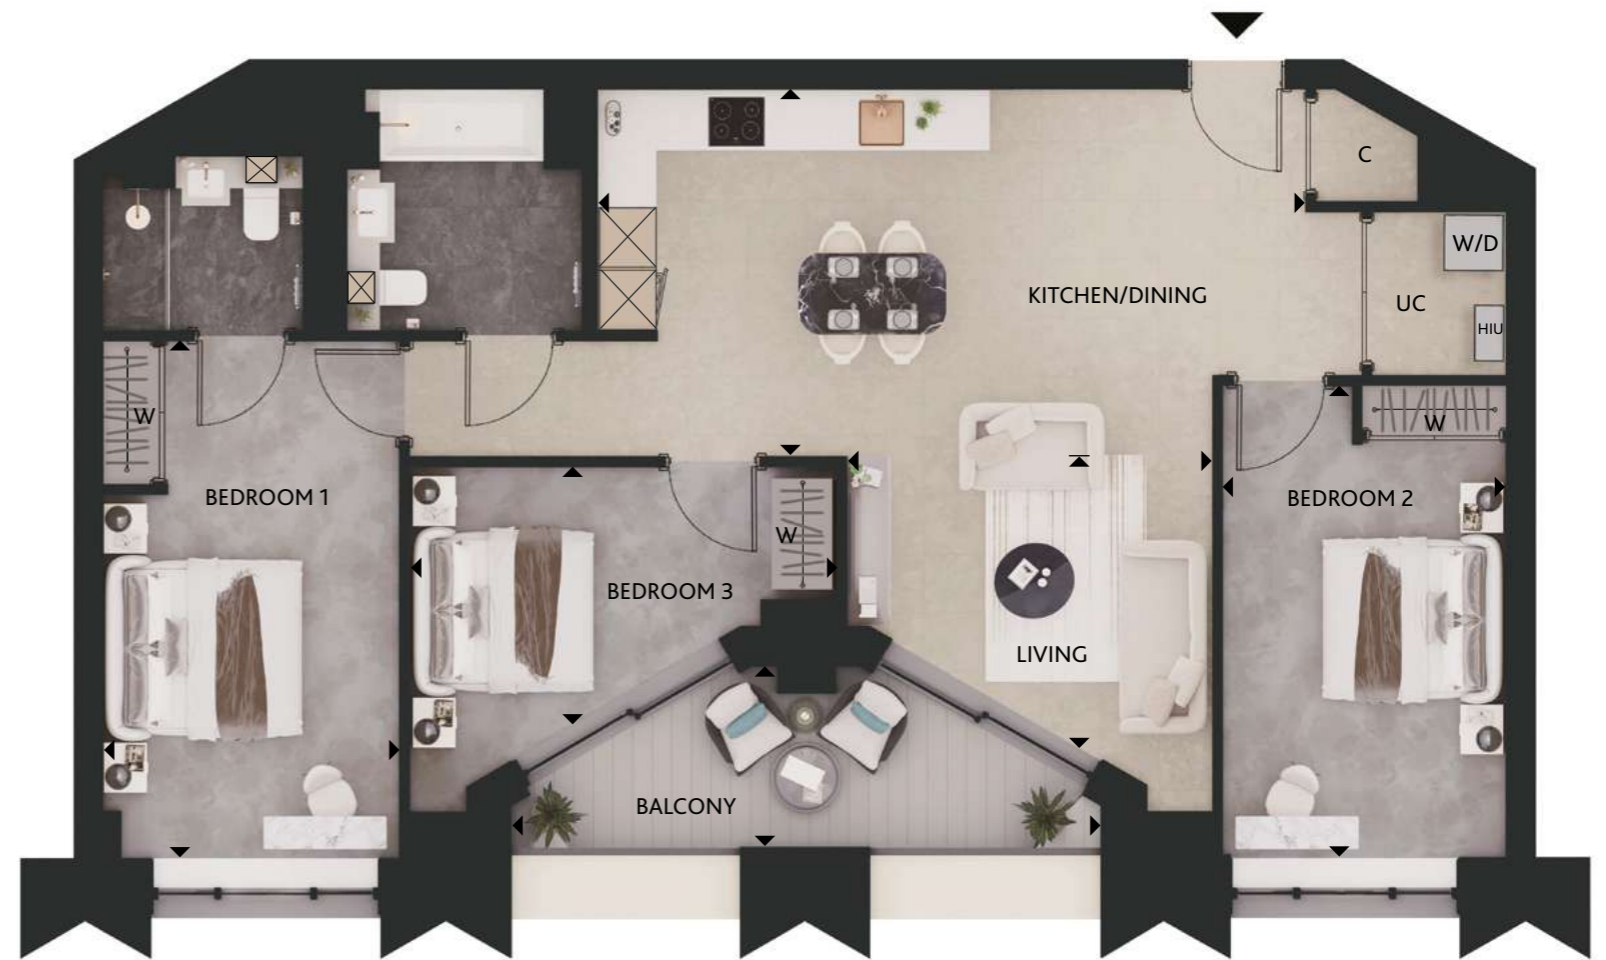 C
W/D
KITCHEN/DINING
UC
HIU
W
W
BEDROOM 1
BEDROOM 2
W
BEDROOM 3
LIVING
BALCONY